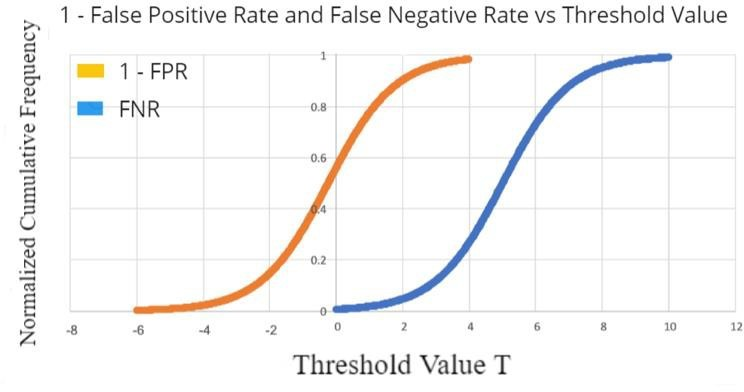 1 - False Positive Rate and False Negative Rate vs Threshold Value
Normalized Cumulative Frequency
1 - FPR
FNR
1
0.8
0.6
0.4
0.2
0
-8 -6 -4 -2 0 2 4 6 8 10 12
Threshold Value T